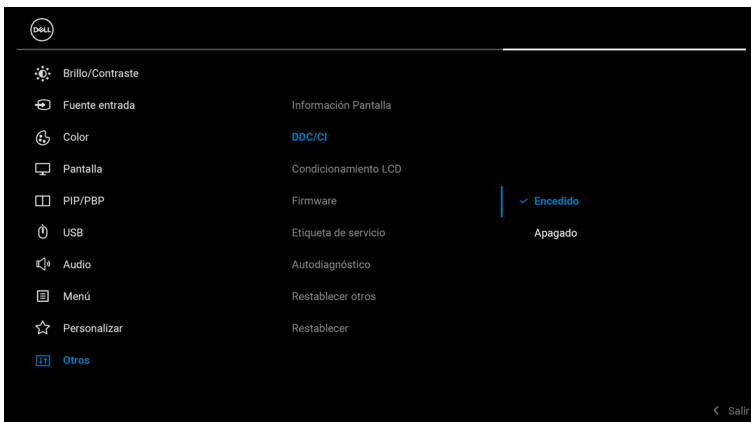 DELL
Brillo/Contraste
Fuente entrada
Color
Pantalla
PIP/PBP
USB
Audio
Menú
Personalizar
Otros
Información Pantalla
DDC/CI
Condicionamiento LCD
Firmware
Etiqueta de servicio
Autodiagnóstico
Restablecer otros
Restablecer
Encedido
Apagado
Salir